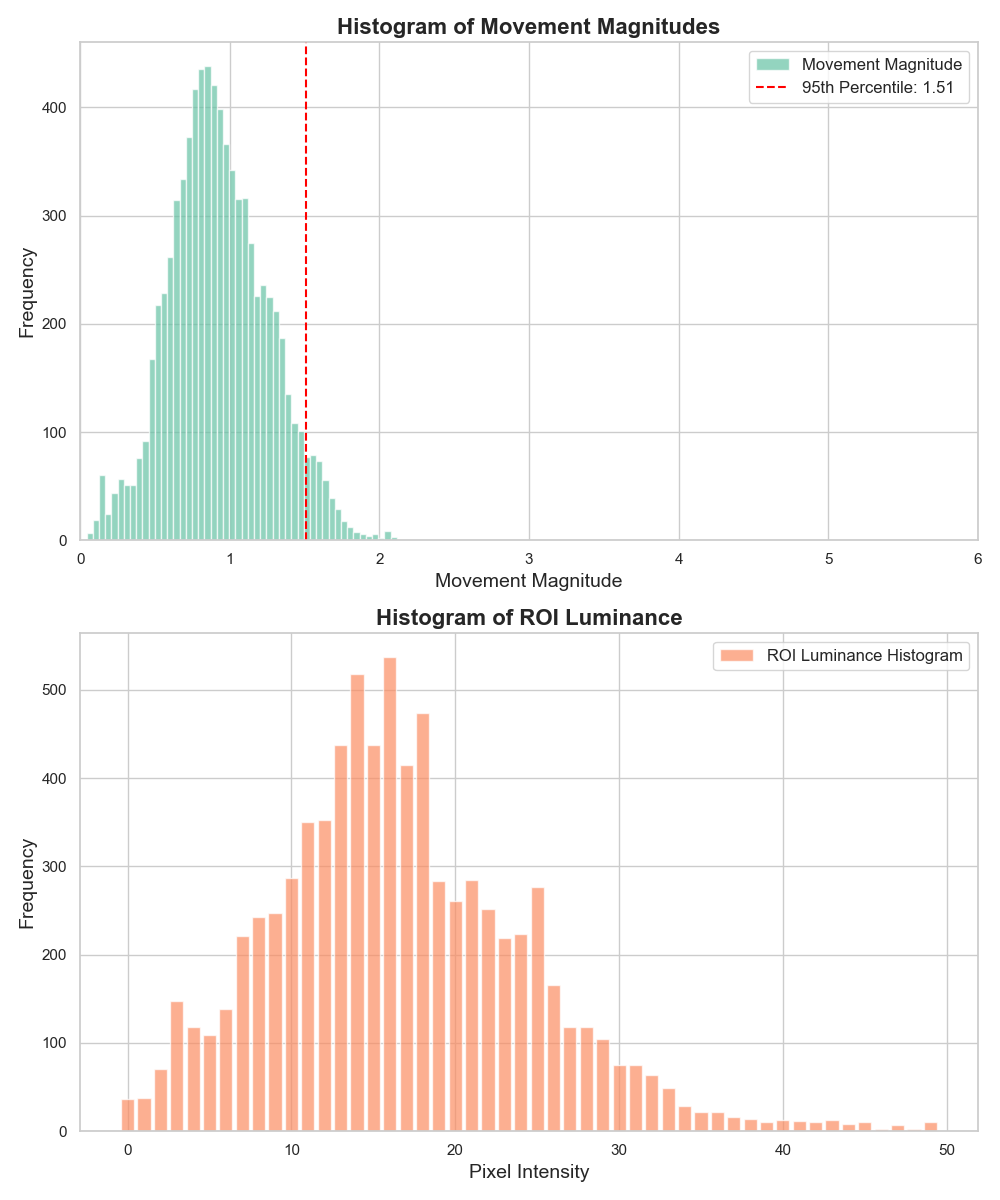 Histogram of Movement Magnitudes
Movement Magnitude
95th Percentile: 1.51
Frequency
400
300
200
100
0
0 1 2 3 4 5 6
Movement Magnitude
Histogram of ROI Luminance
ROI Luminance Histogram
Frequency
500
400
300
200
100
0
0 10 20 30 40 50
Pixel Intensity